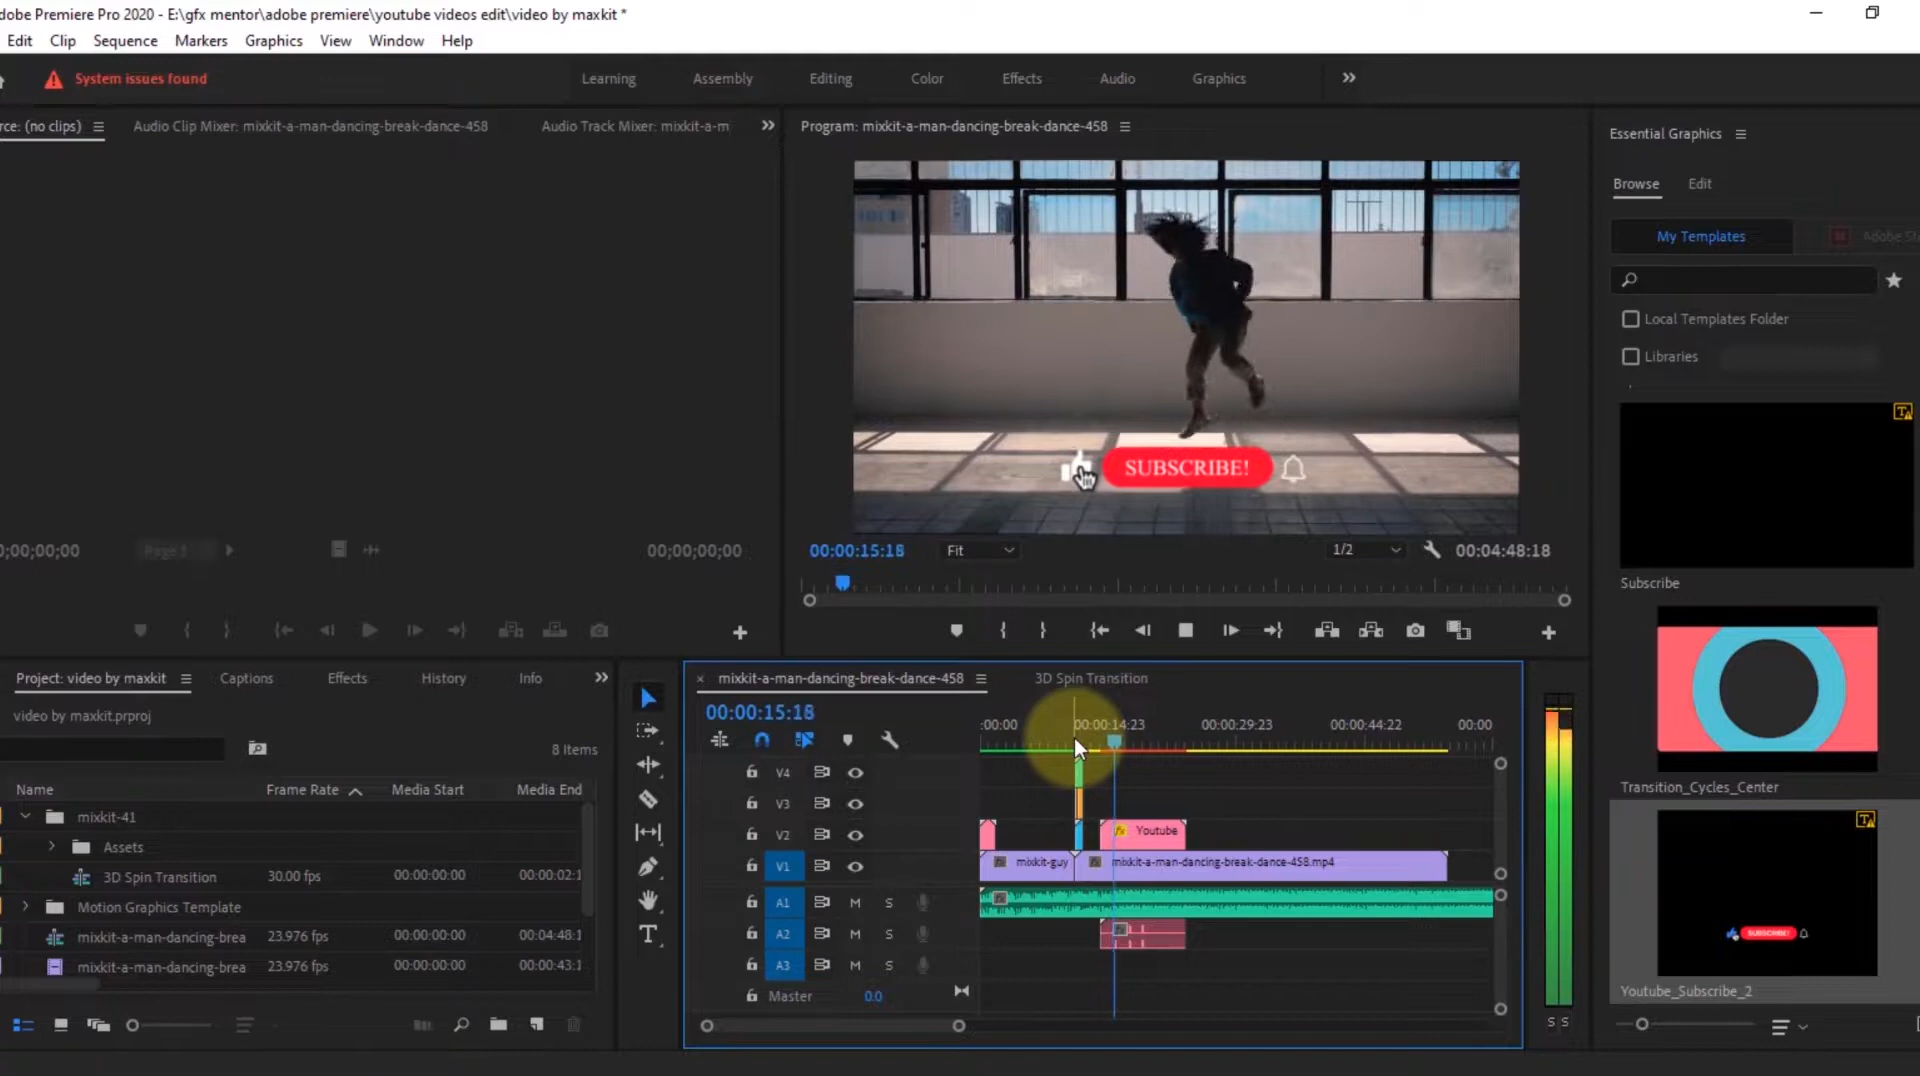 dobe Premiere Pro 2020 - E:\gfx mentor\adobe premiere\youtube videos edit\video by maxkit *
Edit Clip Sequence Markers Graphics View Window Help
System issues found
Learning Assembly Editing Color Effects Audio Graphics
rce: (no clips) Audio Clip Mixer: mixkit-a-man-dancing-break-dance-458 Audio Track Mixer: mixkit-a-m
Program: mixkit-a-man-dancing-break-dance-458
Essential Graphics
Browse Edit
My Templates Adobe St
Local Templates Folder
Libraries
SUBSCRIBE!
0;00;00;00 Page 1 00;00;00;00
00:00:15:18 Fit 1/2 00:04:48:18
Subscribe
Transition_Cycles_Center
SUBSCRIBE!
Youtube_Subscribe_2
Project: video by maxkit Captions Effects History Info
video by maxkit.prproj
8 Items
Name Frame Rate Media Start Media End
mixkit-41
Assets
3D Spin Transition 30.00 fps 00:00:00:00 00:00:02:1
Motion Graphics Template
mixkit-a-man-dancing-brea 23.976 fps 00:00:00:00 00:04:48:1
mixkit-a-man-dancing-brea 23.976 fps 00:00:00:00 00:00:43:1
mixkit-a-man-dancing-break-dance-458 3D Spin Transition
00:00:15:18
:00:00 00:00:14:23 00:00:29:23 00:00:44:22 00:00
V4
V3
V2 fx Youtube
V1 fx mixkit-guy fx mixkit-a-man-dancing-break-dance-458.mp4
A1 M S fx
A2 M S fx
A3 M S
Master 0.0
S S